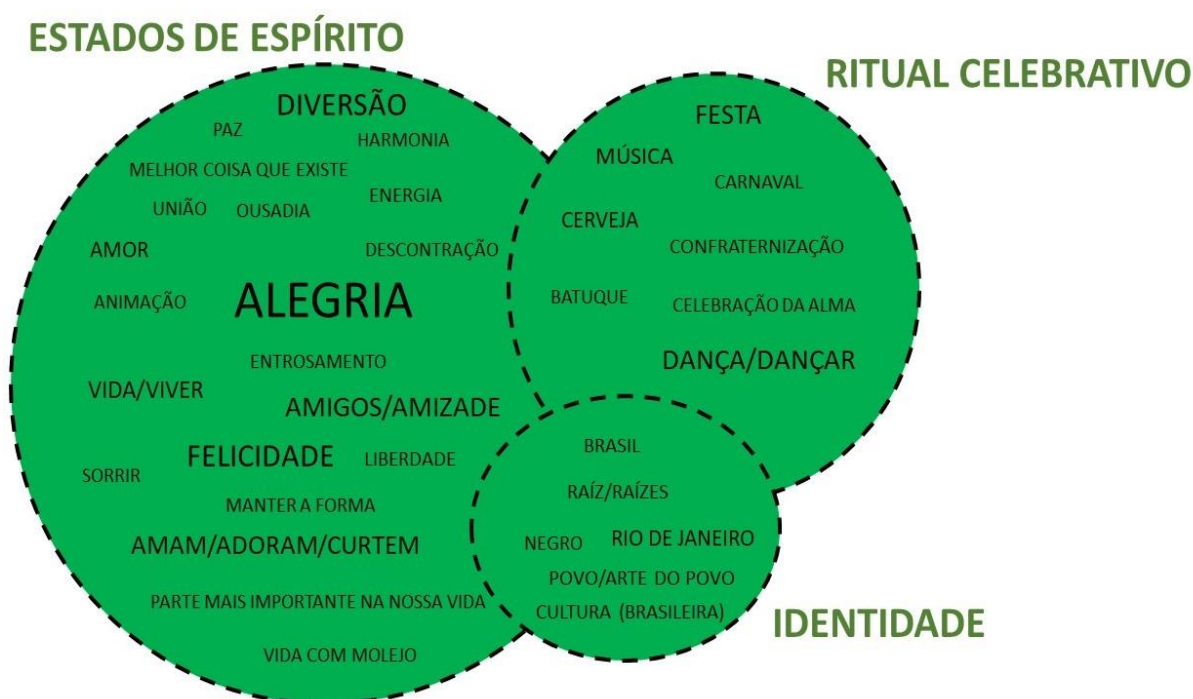 ESTADOS DE ESPÍRITO
DIVERSÃO
PAZ
HARMONIA
MELHOR COISA QUE EXISTE
ENERGIA
UNIÃO
OUSADIA
AMOR
DESCONTRAÇÃO
ANIMAÇÃO
ALEGRIA
ENTROSAMENTO
VIDA/VIVER
AMIGOS/AMIZADE
FELICIDADE
LIBERDADE
SORRIR
MANTER A FORMA
AMAM/ADORAM/CURTEM
PARTE MAIS IMPORTANTE NA NOSSA VIDA
VIDA COM MOLEJO
RITUAL CELEBRATIVO
FESTA
MÚSICA
CARNAVAL
CERVEJA
CONFRATERNIZAÇÃO
BATUQUE
CELEBRAÇÃO DA ALMA
DANÇA/DANÇAR
BRASIL
RAÍZ/RAÍZES
NEGRO
RIO DE JANEIRO
POVO/ARTE DO POVO
CULTURA (BRASILEIRA)
IDENTIDADE